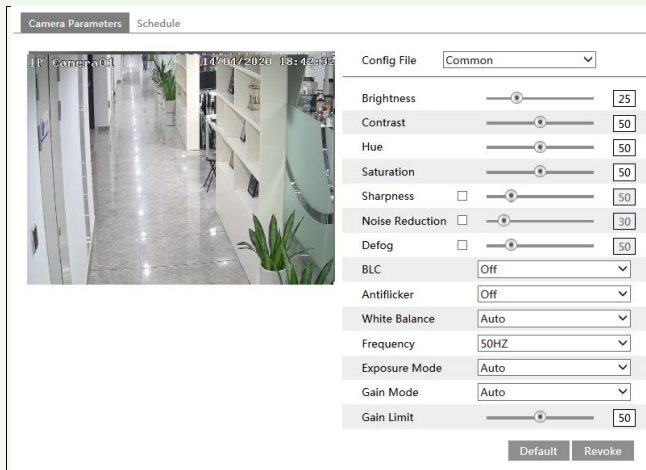 Camera Parameters Schedule
IP Camera01 14/04/2020 18:42:32
Config File Common
Brightness 25
Contrast 50
Hue 50
Saturation 50
Sharpness 50
Noise Reduction 30
Defog 50
BLC Off
Antiflicker Off
White Balance Auto
Frequency 50HZ
Exposure Mode Auto
Gain Mode Auto
Gain Limit 50
Default Revoke